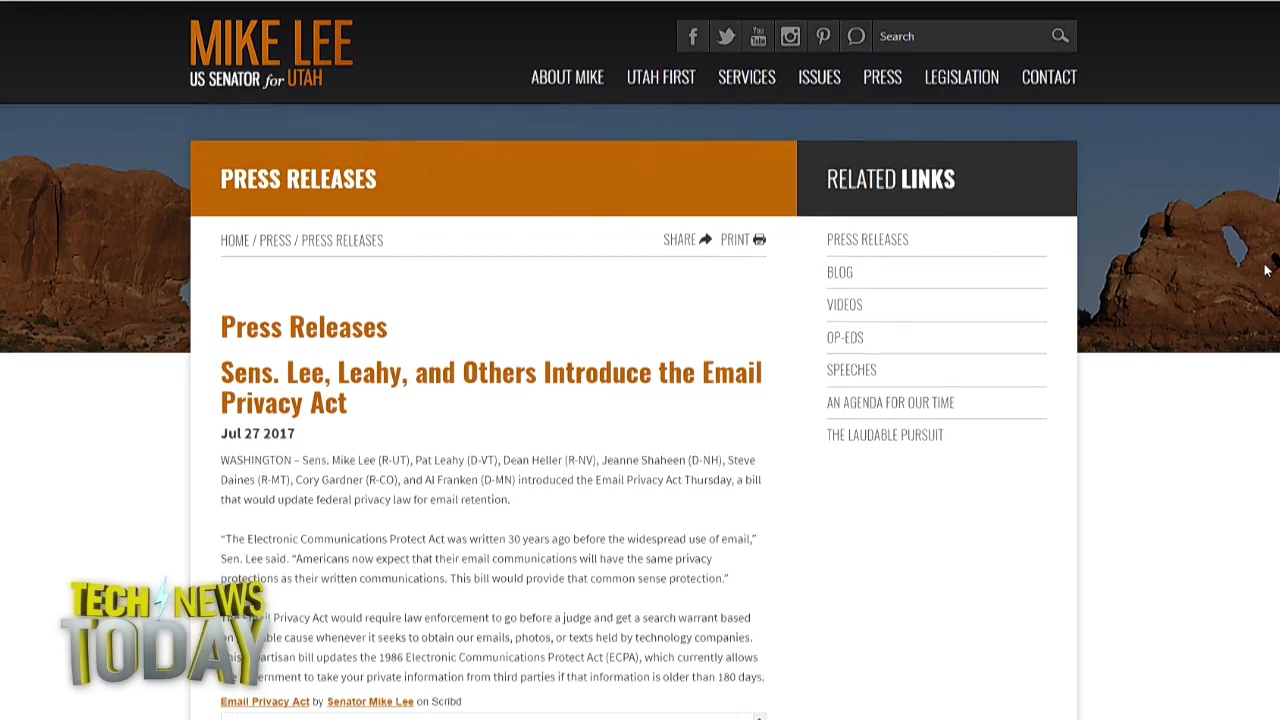 MIKE LEE
US SENATOR for UTAH
You
Tube
Search
ABOUT MIKE UTAH FIRST SERVICES ISSUES PRESS LEGISLATION CONTACT
PRESS RELEASES
RELATED LINKS
HOME / PRESS / PRESS RELEASES
SHARE PRINT
PRESS RELEASES
BLOG
VIDEOS
OP-EDS
SPEECHES
AN AGENDA FOR OUR TIME
THE LAUDABLE PURSUIT
Press Releases
Sens. Lee, Leahy, and Others Introduce the Email
Privacy Act
Jul 27 2017
WASHINGTON – Sens. Mike Lee (R-UT), Pat Leahy (D-VT), Dean Heller (R-NV), Jeanne Shaheen (D-NH), Steve
Daines (R-MT), Cory Gardner (R-CO), and Al Franken (D-MN) introduced the Email Privacy Act Thursday, a bill
that would update federal privacy law for email retention.
“The Electronic Communications Protect Act was written 30 years ago before the widespread use of email,”
Sen. Lee said. “Americans now expect that their email communications will have the same privacy
protections as their written communications. This bill would provide that common sense protection.”
Privacy Act would require law enforcement to go before a judge and get a search warrant based
cause whenever it seeks to obtain our emails, photos, or texts held by technology companies.
bill updates the 1986 Electronic Communications Protect Act (ECPA), which currently allows
to take your private information from third parties if that information is older than 180 days.
Email Privacy Act by Senator Mike Lee on Scribd
TECH NEWS
TODAY